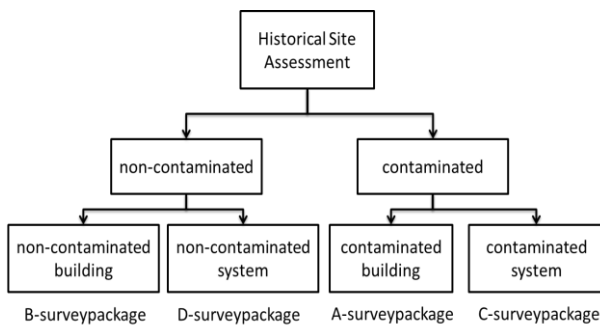 Historical Site
Assessment
non-contaminated
contaminated
non-contaminated
building
non-contaminated
system
contaminated
building
contaminated
system
B-surveypackage
D-surveypackage
A-surveypackage
C-surveypackage